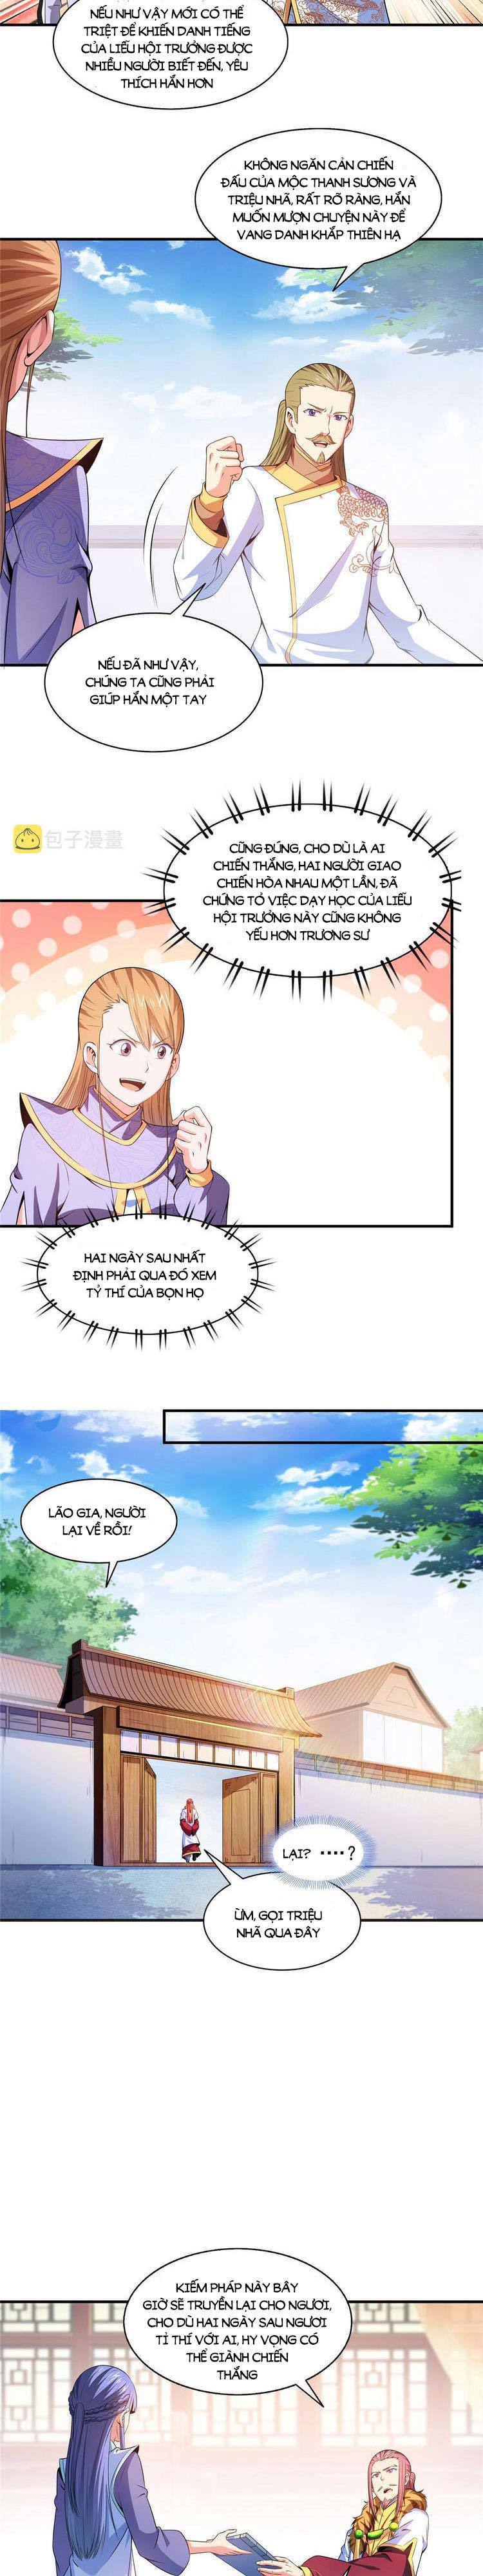 NẾU NHƯ VẬY MỚI CÓ THỂ
TRIỆT ĐỂ KHIẾN DANH TIẾNG
CỦA LIỄU HỘI TRƯỞNG ĐƯỢC
NHIỀU NGƯỜI BIẾT ĐẾN, YÊU
THÍCH HẮN HƠN
KHÔNG NGĂN CẢN CHIẾN
ĐẤU CỦA MỘC THANH SƯƠNG VÀ
TRIỆU NHÃ, RẤT RÕ RÀNG, HẮN
MUỐN MƯỢN CHUYỆN NÀY ĐỂ
VANG DANH KHẮP THIÊN HẠ
NẾU ĐÃ NHƯ VẬY,
CHÚNG TA CŨNG PHẢI
GIÚP HẮN MỘT TAY
包子漫畫
CŨNG ĐÚNG, CHO DÙ LÀ AI
CHIẾN THẮNG, HAI NGƯỜI GIAO
CHIẾN HÒA NHAU MỘT LẦN, ĐÃ
CHỨNG TỎ VIỆC DẠY HỌC CỦA LIỄU
HỘI TRƯỞNG NÀY CŨNG KHÔNG
YẾU HƠN TRƯƠNG SƯ
HAI NGÀY SAU NHẤT
ĐỊNH PHẢI QUA ĐÓ XEM
TỶ THÍ CỦA BỌN HỌ
LÃO GIA, NGƯỜI
LẠI VỀ RỒI!
LẠI? ····?
ỪM, GỌI TRIỆU
NHÃ QUA ĐÂY
KIẾM PHÁP NÀY BÂY
GIỜ SẼ TRUYỀN LẠI CHO NGƯƠI,
CHO DÙ HAI NGÀY SAU NGƯƠI
TỈ THÍ VỚI AI, HY VỌNG CÓ
THỂ GIÀNH CHIẾN
THẮNG